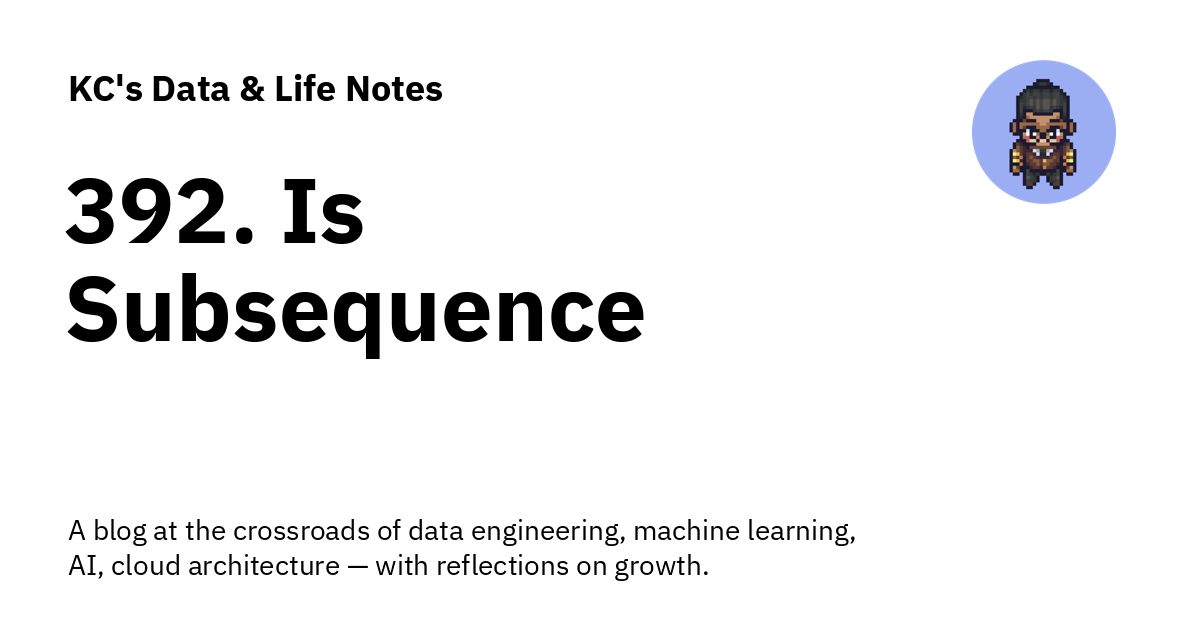 KC's Data & Life Notes
392. Is
Subsequence
A blog at the crossroads of data engineering, machine learning,
AI, cloud architecture — with reflections on growth.